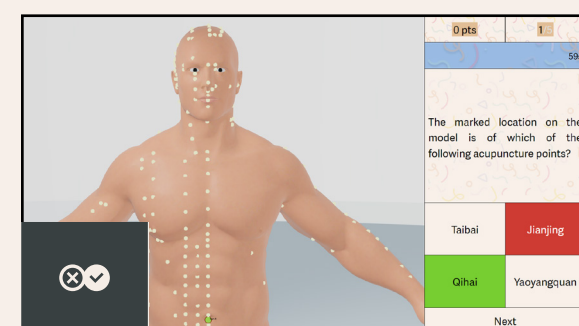 0 pts
1
The marked location on the
model is of which of the
following acupuncture points?
Taibai
Jianjing
Qihai
Yaoyangquan
Next